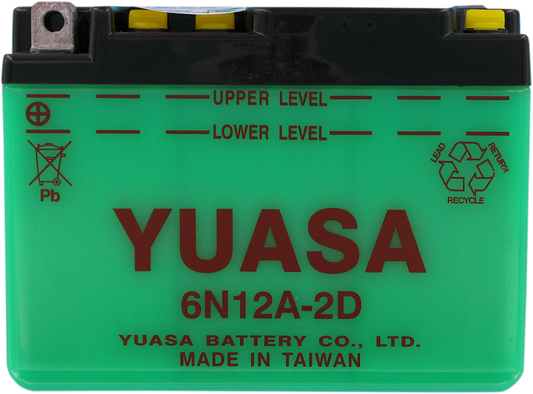 UPPER LEVEL
LOWER LEVEL
Pb
LEAD RETURN RECYCLE
YUASA
6N12A-2D
YUASA BATTERY CO., LTD.
MADE IN TAIWAN